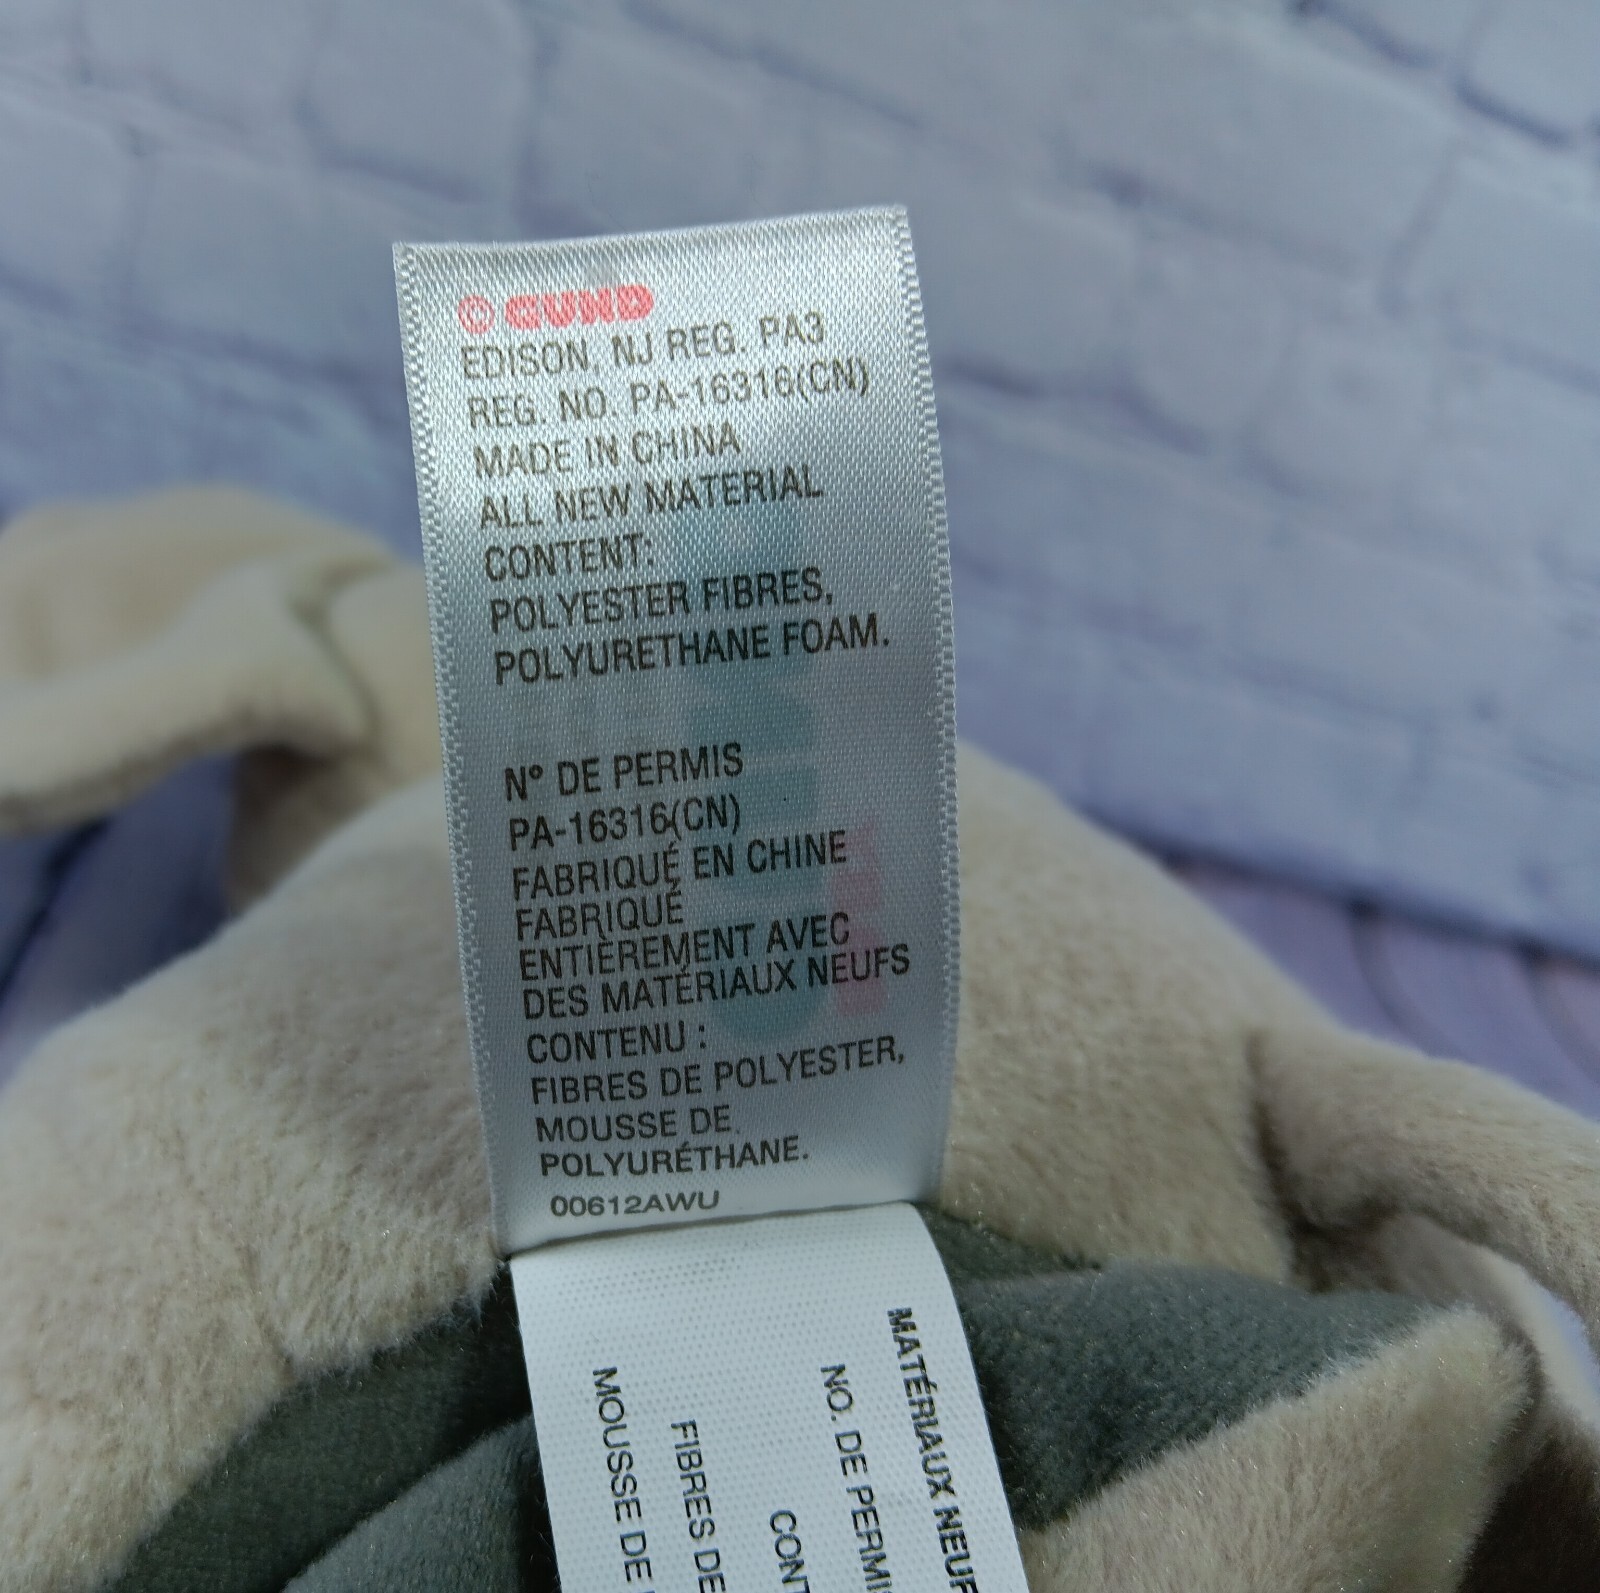 © GUND
EDISON, NJ REG. PA3
REG. NO. PA-16316(CN)
MADE IN CHINA
ALL NEW MATERIAL
CONTENT:
POLYESTER FIBRES,
POLYURETHANE FOAM.
N° DE PERMIS
PA-16316(CN)
FABRIQUÉ EN CHINE
FABRIQUÉ
ENTIÈREMENT AVEC
DES MATÉRIAUX NEUFS
CONTENU :
FIBRES DE POLYESTER,
MOUSSE DE
POLYURÉTHANE.
00612AWU
MATÉRIAUX NEUF
NO. DE PERMI
CONT
FIBRES DE
MOUSSE DE